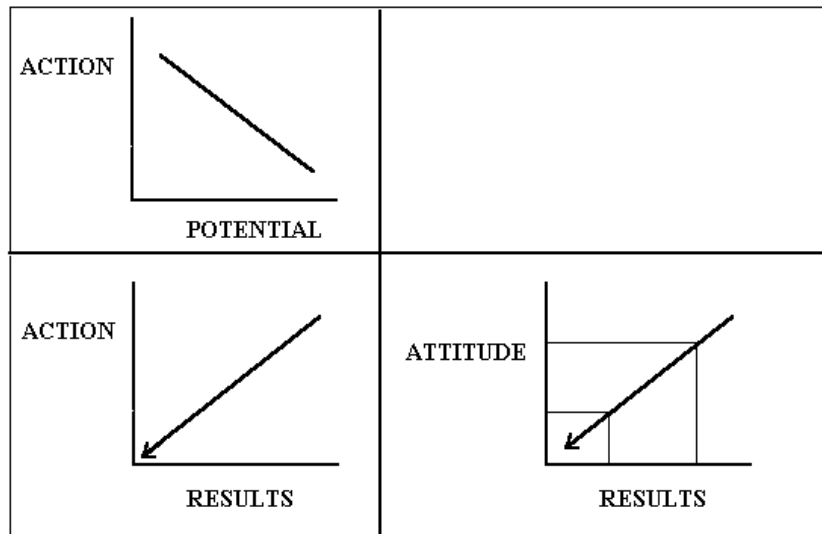 ACTION
POTENTIAL
ACTION
RESULTS
ATTITUDE
RESULTS